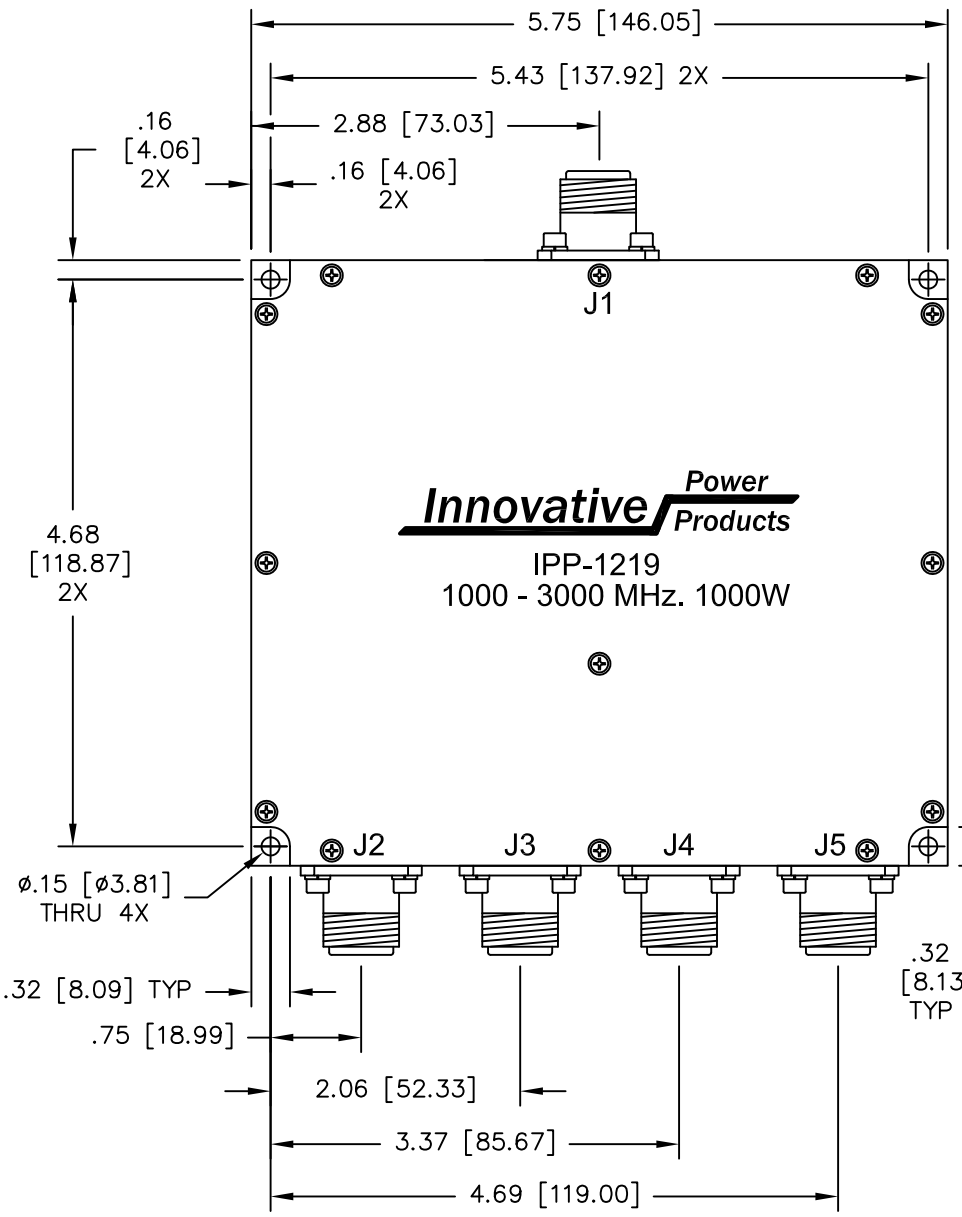 5.75 [146.05]
5.43 [137.92] 2X
2.88 [73.03]
.16
[4.06]
2X
.16 [4.06]
2X
J1
4.68
[118.87]
2X
Innovative Power
Products
IPP-1219
1000 - 3000 MHz. 1000W
J2 J3 J4 J5
ø.15 [ø3.81]
THRU 4X
.32 [8.09] TYP
.32
[8.13
TYP
.75 [18.99]
2.06 [52.33]
3.37 [85.67]
4.69 [119.00]